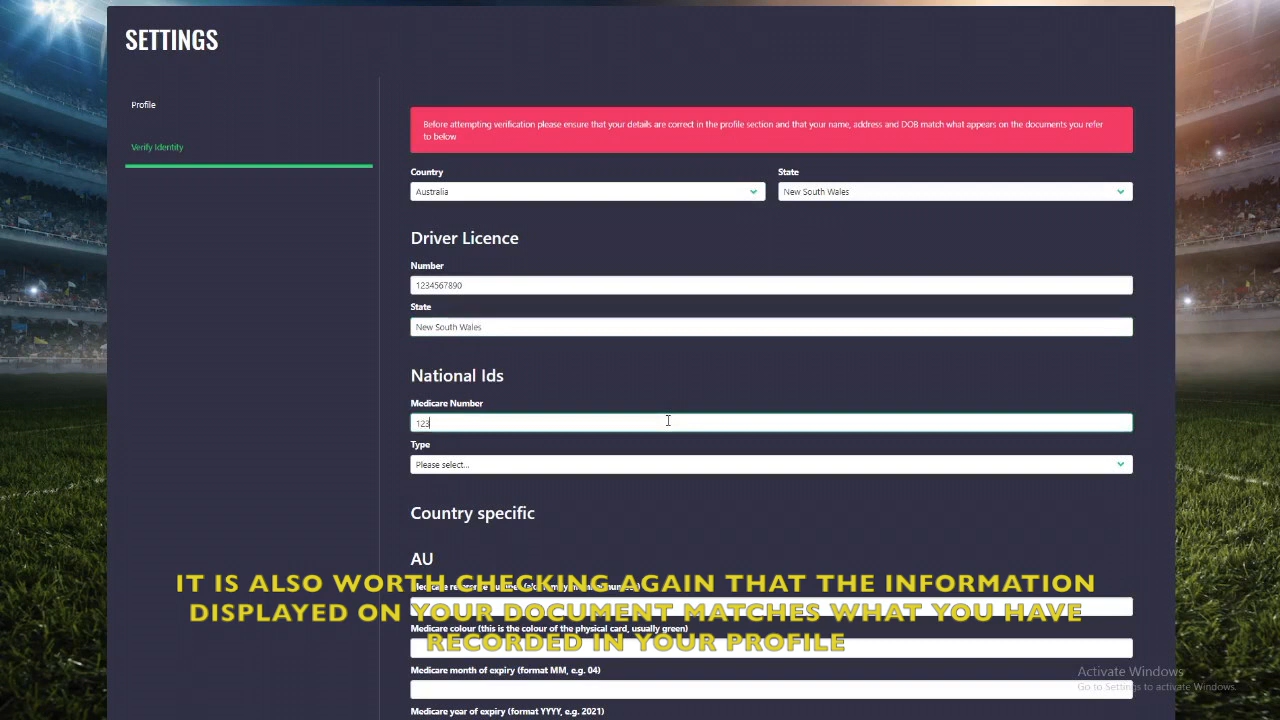 SETTINGS
Profile
Verify Identity
Before attempting verification please ensure that your details are correct in the profile section and that your name, address and DOB match what appears on the documents you refer
to below
Country
State
Australia
New South Wales
Driver Licence
Number
1234567890
State
New South Wales
National Ids
Medicare Number
123
Type
Please select...
Country specific
AU
IT IS ALSO WORTH CHECKING AGAIN THAT THE INFORMATION
DISPLAYED ON YOUR DOCUMENT MATCHES WHAT YOU HAVE
RECORDED IN YOUR PROFILE
Medicare colour (this is the colour of the physical card, usually green)
Medicare month of expiry (format MM, e.g. 04)
Medicare year of expiry (format YYYY, e.g. 2021)
Activate Windows
Go to Settings to activate Windows.